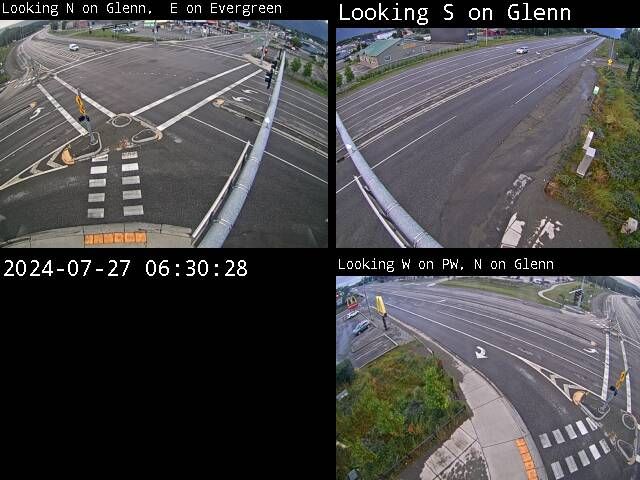 Looking N on Glenn, E on Evergreen
Looking S on Glenn
2024-07-27 06:30:28
Looking W on PW, N on Glenn